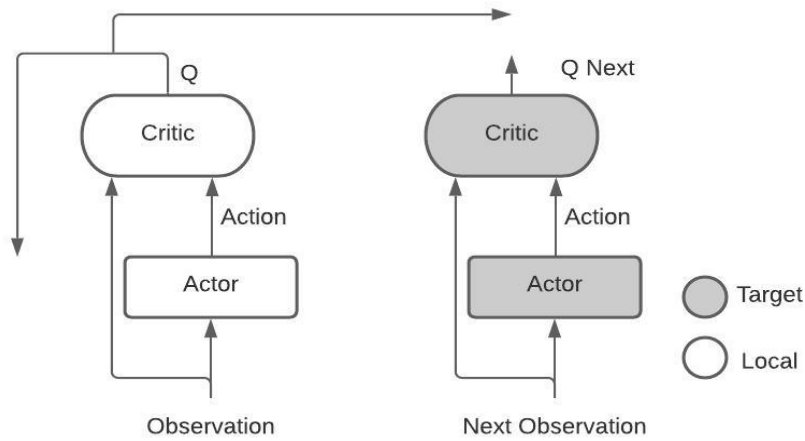 Q
Q Next
Critic
Critic
Action
Action
Actor
Actor
Target
Local
Observation
Next Observation